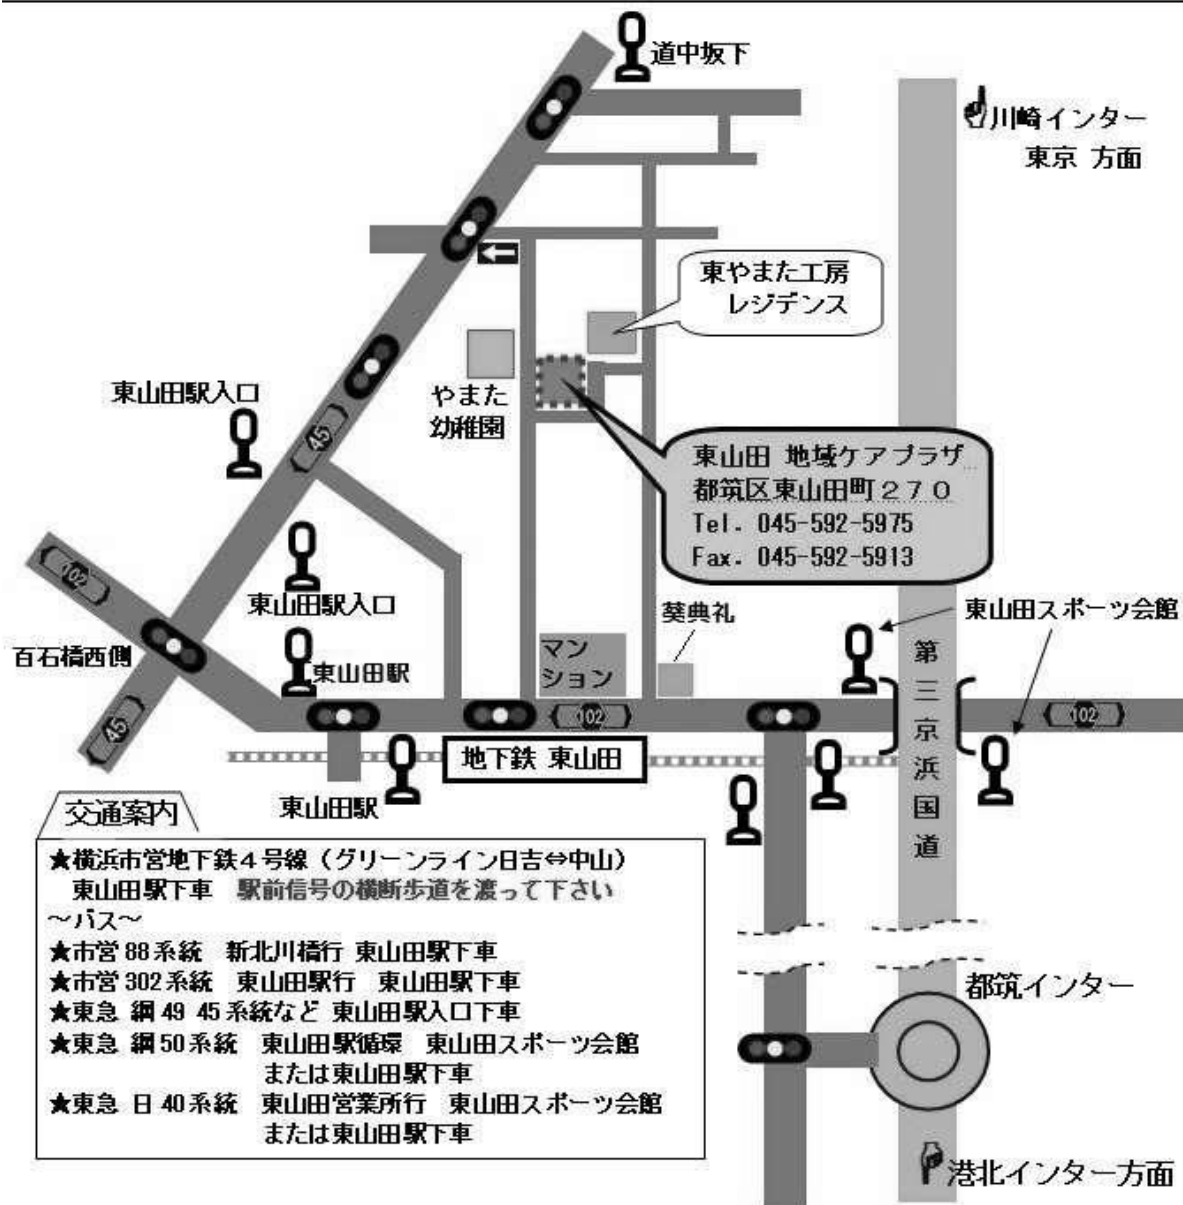 道中坂下
川崎インター
東京 方面
東やまた工房
レジデンス
東山田駅入口
45
やまた
幼稚園
東山田 地域ケアプラザ
都筑区東山田町270
Tel. 045-592-5975
Fax. 045-592-5913
102
東山田駅入口
葵典礼
東山田スポーツ会館
百石橋西側
東山田駅
マン
ション
第三京浜国道
45
102
102
地下鉄 東山田
東山田駅
交通案内
★横浜市営地下鉄4号線(グリーンライン日吉⇔中山)
東山田駅下車 駅前信号の横断歩道を渡って下さい
～バス～
★市営 88系統 新北川橋行 東山田駅下車
★市営 302系統 東山田駅行 東山田駅下車
★東急 綱 49 45系統など 東山田駅入口下車
★東急 綱 50系統 東山田駅循環 東山田スポーツ会館
または東山田駅下車
★東急 日 40系統 東山田営業所行 東山田スポーツ会館
または東山田駅下車
都筑インター
港北インター方面